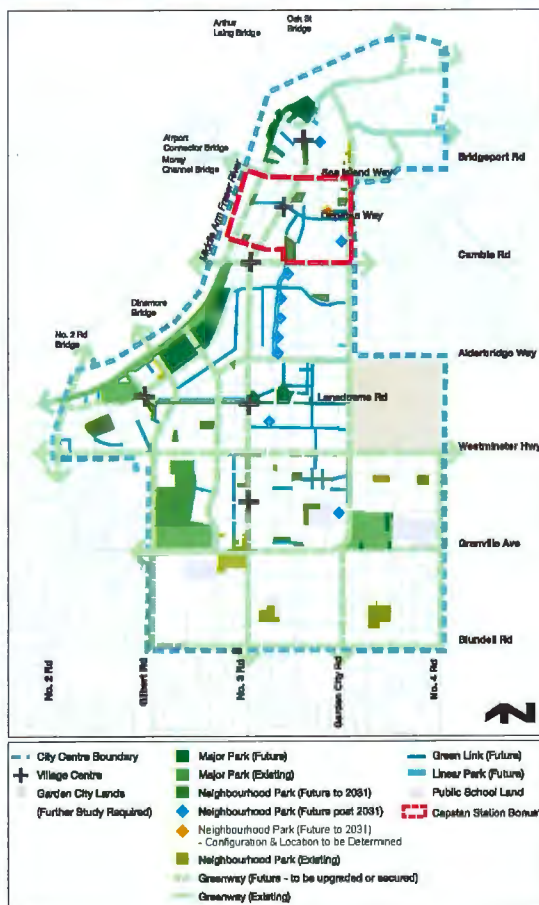 Arthur
Laing Bridge
Oak St
Bridge
Airport
Connector Bridge
Moray
Channel Bridge
Bridgeport Rd
Sea Island Way
Capstan Way
Middle Arm Fraser River
Cambie Rd
Dinsmore
Bridge
No. 2 Rd
Bridge
Alderbridge Way
Lansdowne Rd
Westminster Hwy
Granville Ave
Blundell Rd
No. 2 Rd
Gilbert Rd
No. 3 Rd
Garden City Rd
No. 4 Rd
N
City Centre Boundary
Village Centre
Garden City Lands
(Further Study Required)
Major Park (Future)
Major Park (Existing)
Neighbourhood Park (Future to 2031)
Neighbourhood Park (Future post 2031)
Neighbourhood Park (Future to 2031)
- Configuration & Location to be Determined
Neighbourhood Park (Existing)
Greenway (Future - to be upgraded or secured)
Greenway (Existing)
Green Link (Future)
Linear Park (Future)
Public School Land
Capstan Station Bonus